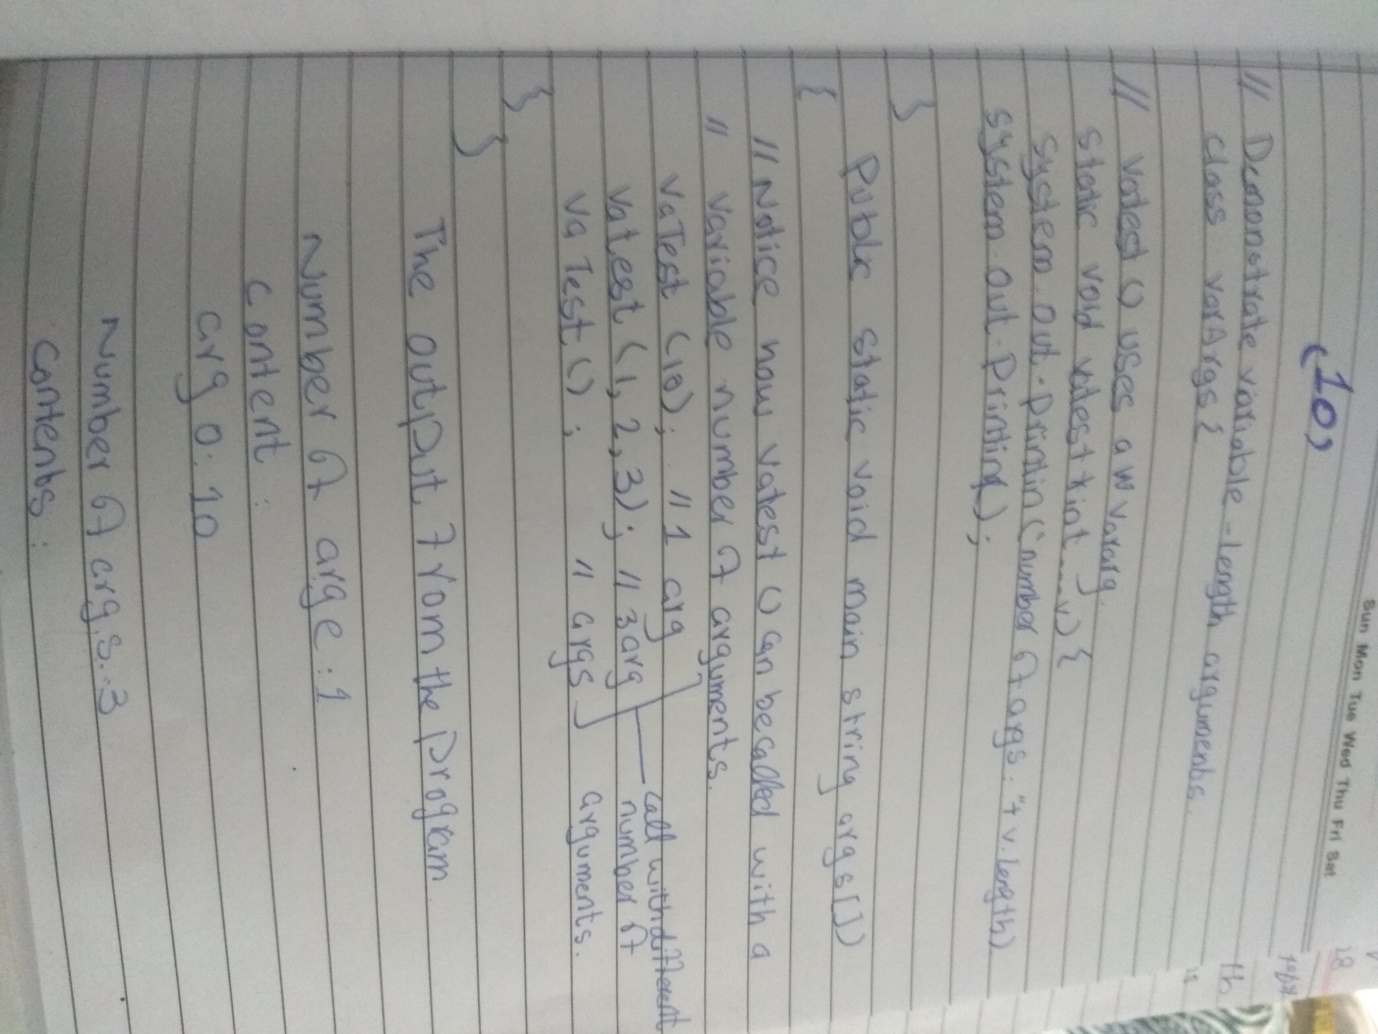 Sun Mon Tue Wed Thu Fri Sat
(10)
// Demonstrate variable-length arguments.
class varArgs {
// vatest () uses a vararg.
static void vatest (int ... v) {
system.out.println(number of args: "+ v.length)
system.out.println();
}
public static void main string args[])
{
// Notice how vatest () can be called with a
// variable number of arguments.
vaTest (10); // 1 arg
vatest (1, 2, 3); // 3 arg
va Test (); // args
call with different
number of
arguments.
}
}
The output from the program
Number of arge: 1
content:
arg 0: 10
Number of args: 3
contents: